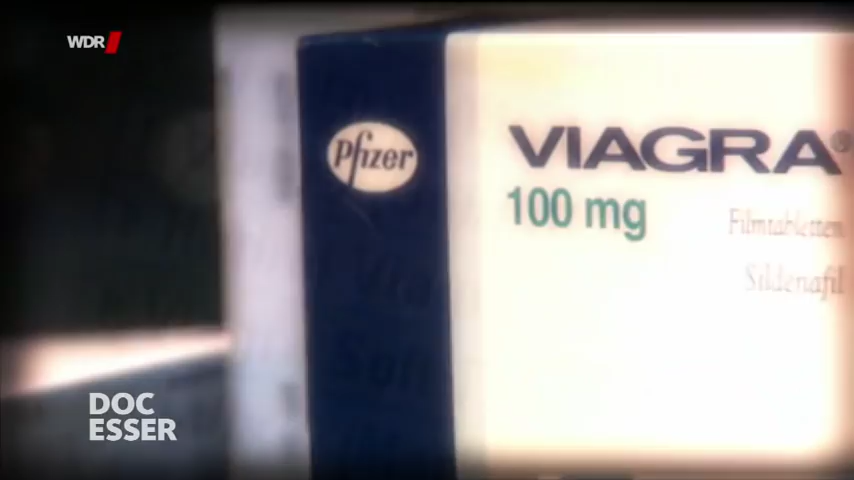 WDR
Pfizer
VIAGRA®
100 mg
Filmtabletten
Sildenafil
DOC
ESSER